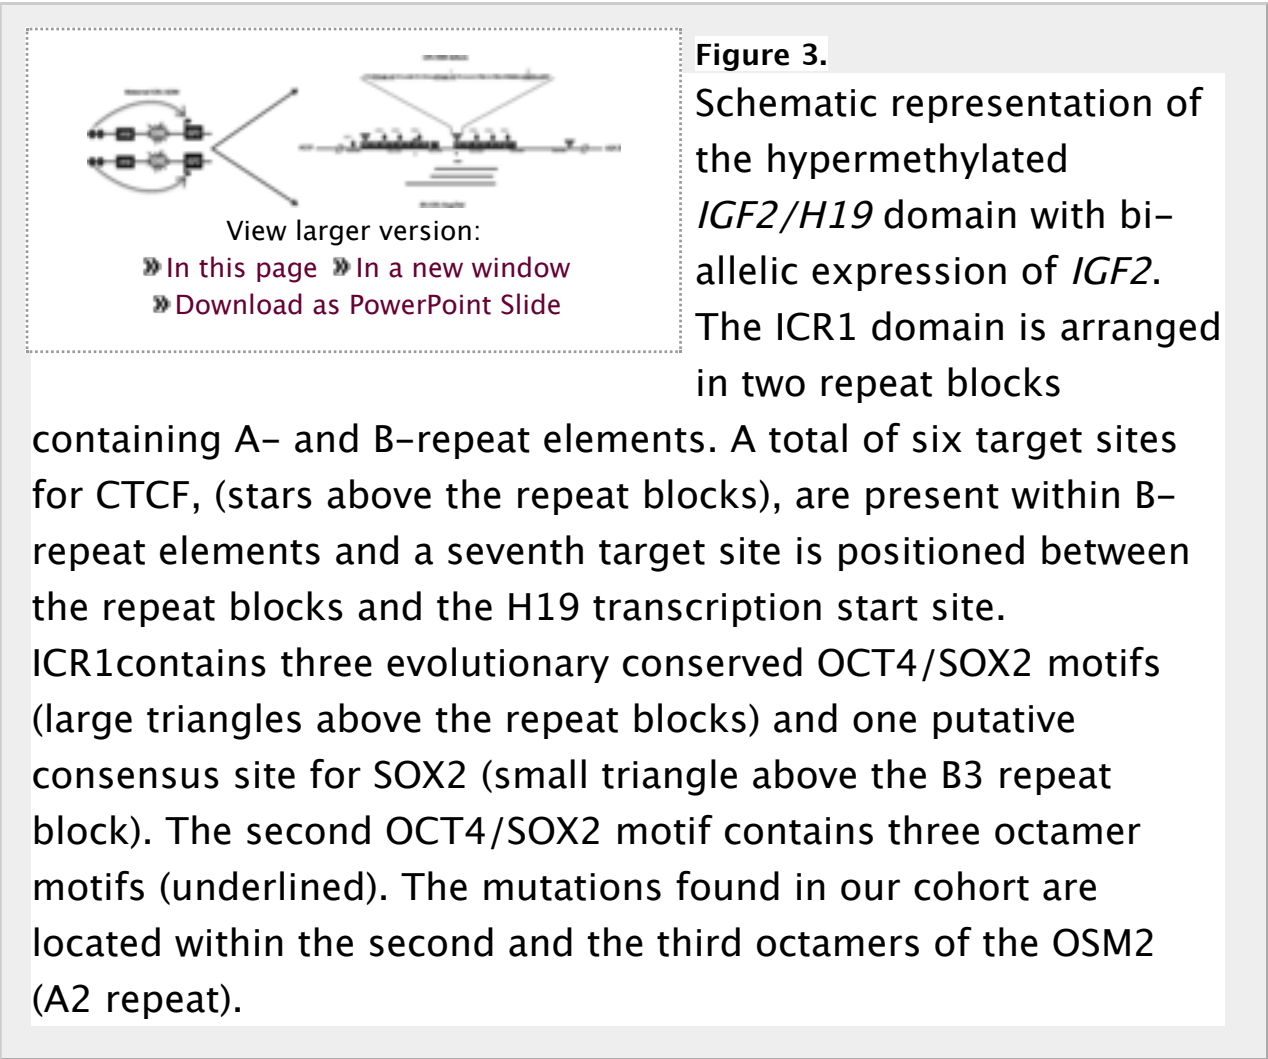 Figure 3.
Schematic representation of
the hypermethylated
IGF2/H19 domain with bi-
allelic expression of IGF2.
The ICR1 domain is arranged
in two repeat blocks
containing A- and B-repeat elements. A total of six target sites
for CTCF, (stars above the repeat blocks), are present within B-
repeat elements and a seventh target site is positioned between
the repeat blocks and the H19 transcription start site.
ICR1contains three evolutionary conserved OCT4/SOX2 motifs
(large triangles above the repeat blocks) and one putative
consensus site for SOX2 (small triangle above the B3 repeat
block). The second OCT4/SOX2 motif contains three octamer
motifs (underlined). The mutations found in our cohort are
located within the second and the third octamers of the OSM2
(A2 repeat).
View larger version:
In this page In a new window
Download as PowerPoint Slide